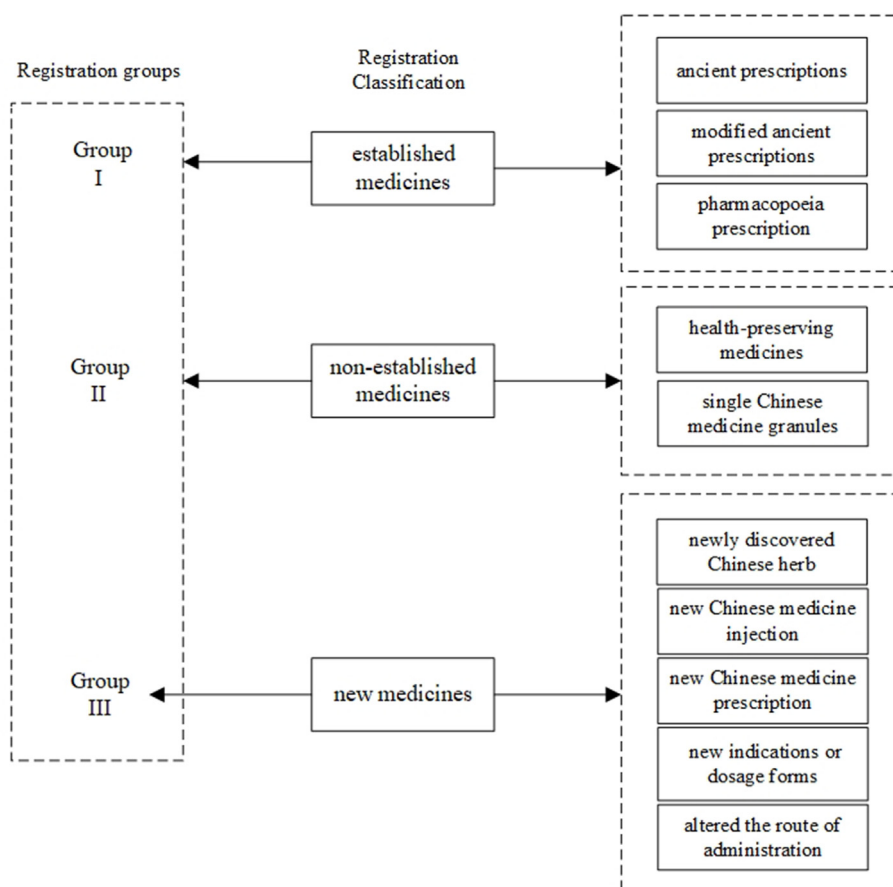 Registration groups
Registration
Classification
Group
I
established
medicines
ancient prescriptions
modified ancient
prescriptions
pharmacopoeia
prescription
Group
II
non-established
medicines
health-preserving
medicines
single Chinese
medicine granules
Group
III
new medicines
newly discovered
Chinese herb
new Chinese medicine
injection
new Chinese medicine
prescription
new indications or
dosage forms
altered the route of
administration